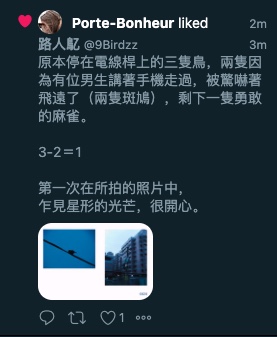 Porte-Bonheur liked 2m
路人甿 @9Birdzz 3m
原本停在電線桿上的三隻鳥，兩隻因
為有位男生講著手機走過，被驚嚇著
飛遠了（兩隻斑鳩），剩下一隻勇敢
的麻雀。
3-2＝1
第一次在所拍的照片中，
乍見星形的光芒，很開心。
1